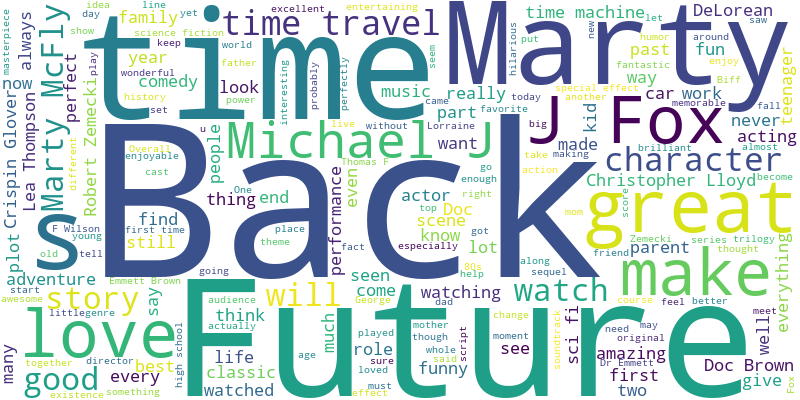 masterpiece
idea
line
day
family
time travel
excellent
entertaining
Marty
let
saw
time machine
new
DeLorean
around
always
show
year
science fiction
keep
world
seem
humor
put
past
fun
enjoy
now
Marty McFly
perfect
wonderful
play
comedy
father
look
interesting
probably
perfectly
time
hilarious
fantastic
way
Biff
teenager
history
power
set
music
really
came
today
special effect
another
car
work
memorable
fall
different
Robert Zemecki
Lea Thompson
Crispin Glover
u
people
live
without
Lorraine
part
favorite
big
J Fox
made
kid
never
acting
Overall
enjoyable
Michael J
want
take
making
action
brilliant
almost
character
cast
thing
One
Thomas F
even
go
enough
right
mom
Christopher Lloyd
become
s
Back
F Wilson
first time
young
tell
find
place
end
actor
top
Doc
scene
got
score
great
plot
old
still
theme
fact
performance
know
especially
lot
Zemecki
series
trilogy
friend
parent
thought
everything
adventure
Emmett Brown
going
seen
8Qs
help
along
sequel
start
awesome
story
say
Future
audience
will
George
come
dad
watching
watch
make
course
feel
better
little
genre
actually
think
much
played
mother
though
script
change
moment
see
sci fi
soundtrack
need
may
original
well
meet
many
love
director
high school
life
age
role
whole
said
funny
amazing
Dr Emmett
Doc Brown
together
good
best
classic
loved
sure
must
first
give
existence
every
something
watched
effect
two
Fox